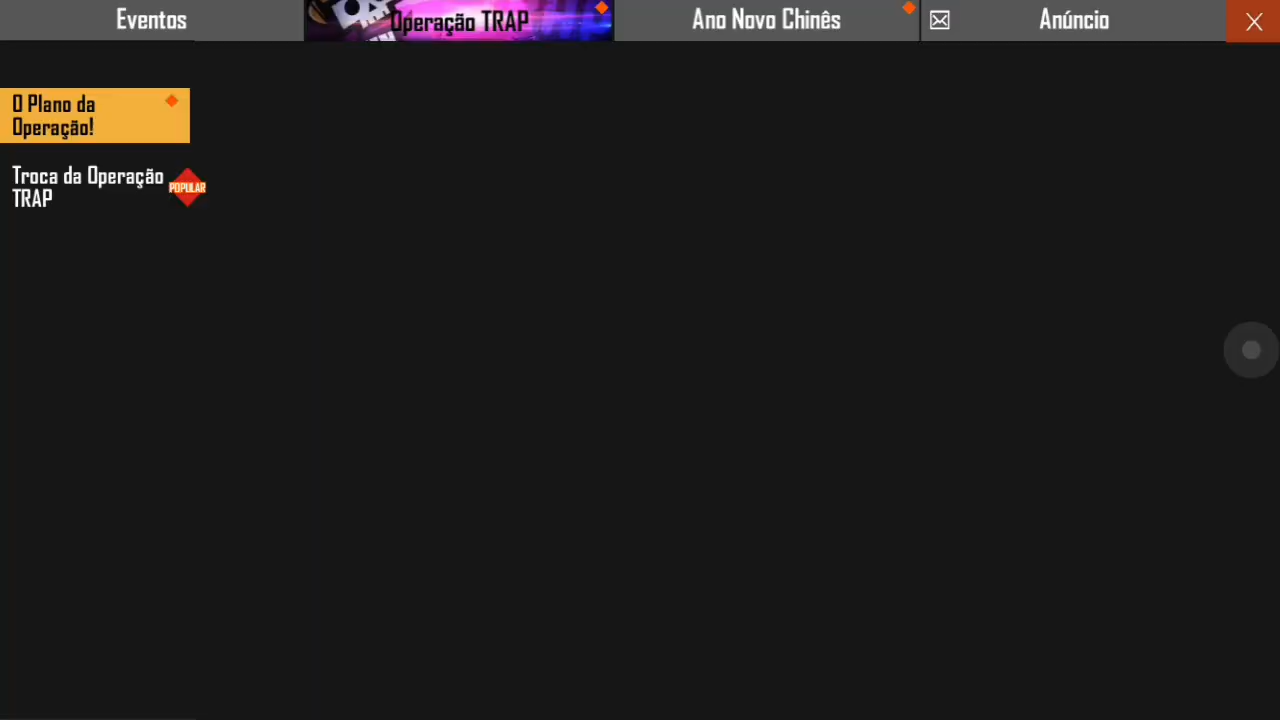 Eventos
Operação TRAP
Ano Novo Chinês
Anúncio
O Plano da
Operação!
Troca da Operação
TRAP
POPULAR